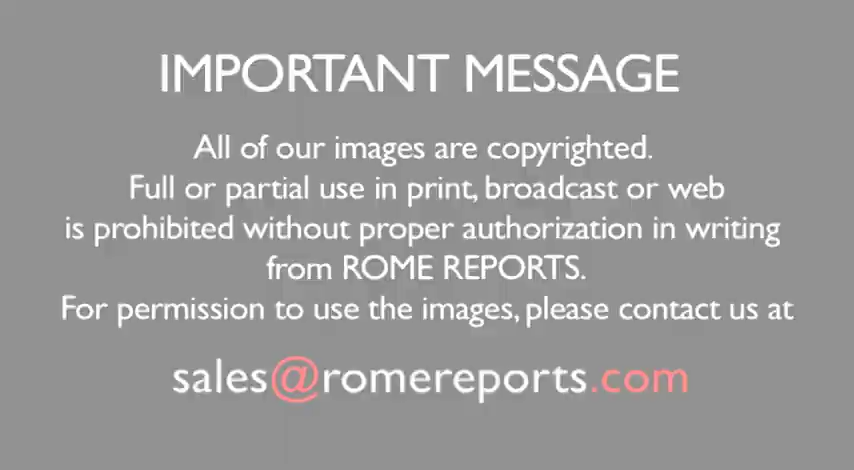 IMPORTANT MESSAGE
All of our images are copyrighted.
Full or partial use in print, broadcast or web
is prohibited without proper authorization in writing
from ROME REPORTS.
For permission to use the images, please contact us at
sales@romereports.com